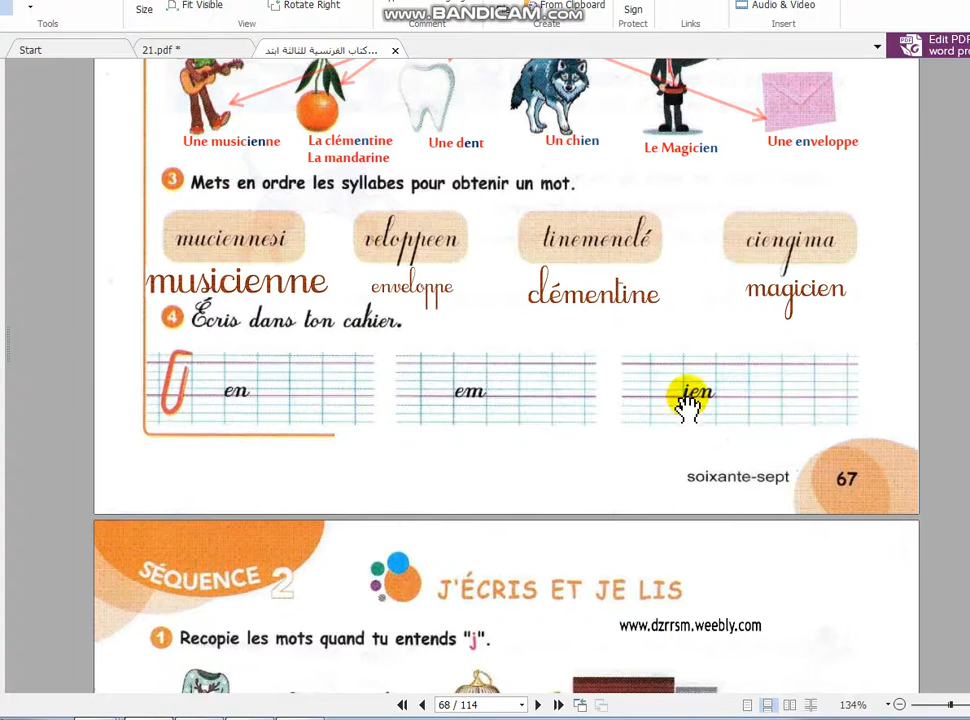 Size
Fit Visible
Rotate Right
From Clipboard
Sign
Audio & Video
www.BANDICAM.com
Tools
View
Comment
Create
Protect
Links
Insert
Start
21.pdf *
كتاب الفرنسية للثالثة ابتد...
Edit PDF
word pro
Une musicienne
La clémentine
La mandarine
Une dent
Un chien
Le Magicien
Une enveloppe
3 Mets en ordre les syllabes pour obtenir un mot.
muciennesi
veloppeen
tinemenclé
ciengima
musicienne
enveloppe
clémentine
magicien
4 Écris dans ton cahier.
en
em
ien
soixante-sept 67
SÉQUENCE 2
J'ÉCRIS ET JE LIS
www.dzrrsm.weebly.com
1 Recopie les mots quand tu entends "j".
68 / 114
134%